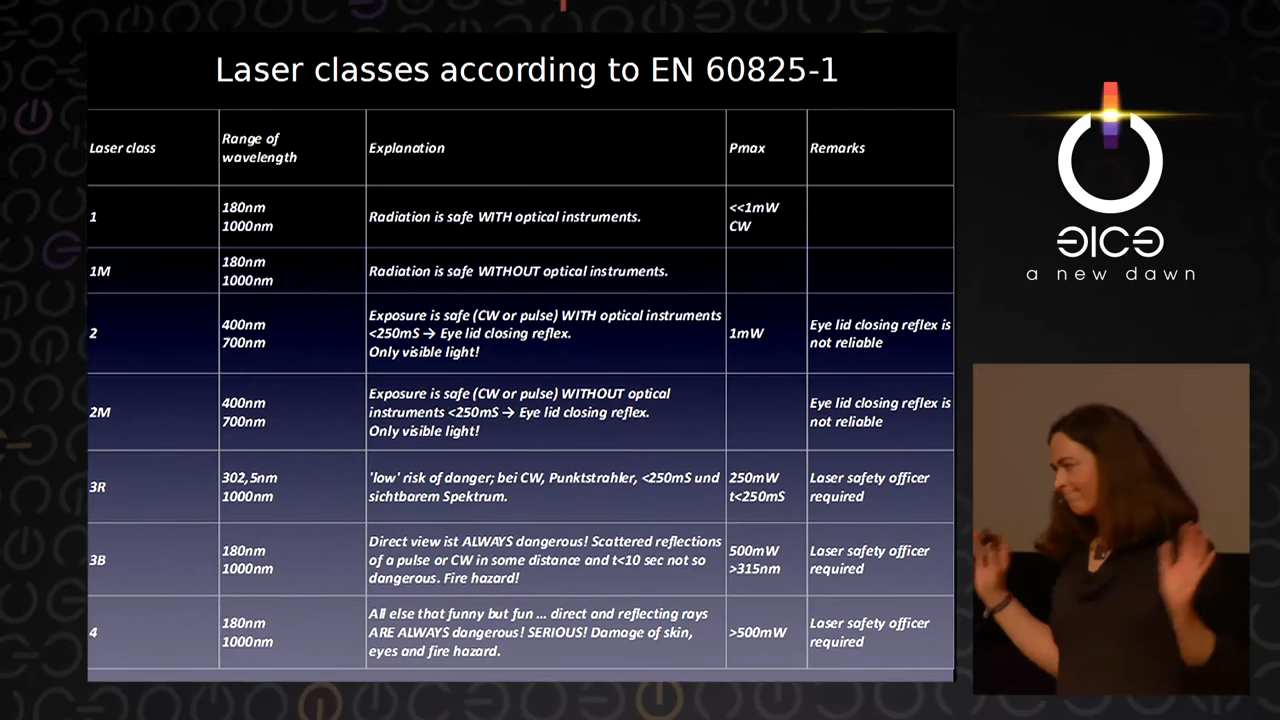 Laser classes according to EN 60825-1
Laser class
Range of
wavelength
Explanation
Pmax
Remarks
1
180nm
1000nm
Radiation is safe WITH optical instruments.
<<1mW
CW
1M
180nm
1000nm
Radiation is safe WITHOUT optical instruments.
2
400nm
700nm
Exposure is safe (CW or pulse) WITH optical instruments
<250mS → Eye lid closing reflex.
Only visible light!
1mW
Eye lid closing reflex is
not reliable
2M
400nm
700nm
Exposure is safe (CW or pulse) WITHOUT optical
instruments <250mS → Eye lid closing reflex.
Only visible light!
Eye lid closing reflex is
not reliable
3R
302,5nm
1000nm
'low' risk of danger; bei CW, Punktstrahler, <250mS und
sichtbarem Spektrum.
250mW
t<250mS
Laser safety officer
required
3B
180nm
1000nm
Direct view ist ALWAYS dangerous! Scattered reflections
of a pulse or CW in some distance and t<10 sec not so
dangerous. Fire hazard!
500mW
>315nm
Laser safety officer
required
4
180nm
1000nm
All else that funny but fun ... direct and reflecting rays
ARE ALWAYS dangerous! SERIOUS! Damage of skin,
eyes and fire hazard.
>500mW
Laser safety officer
required
a new dawn